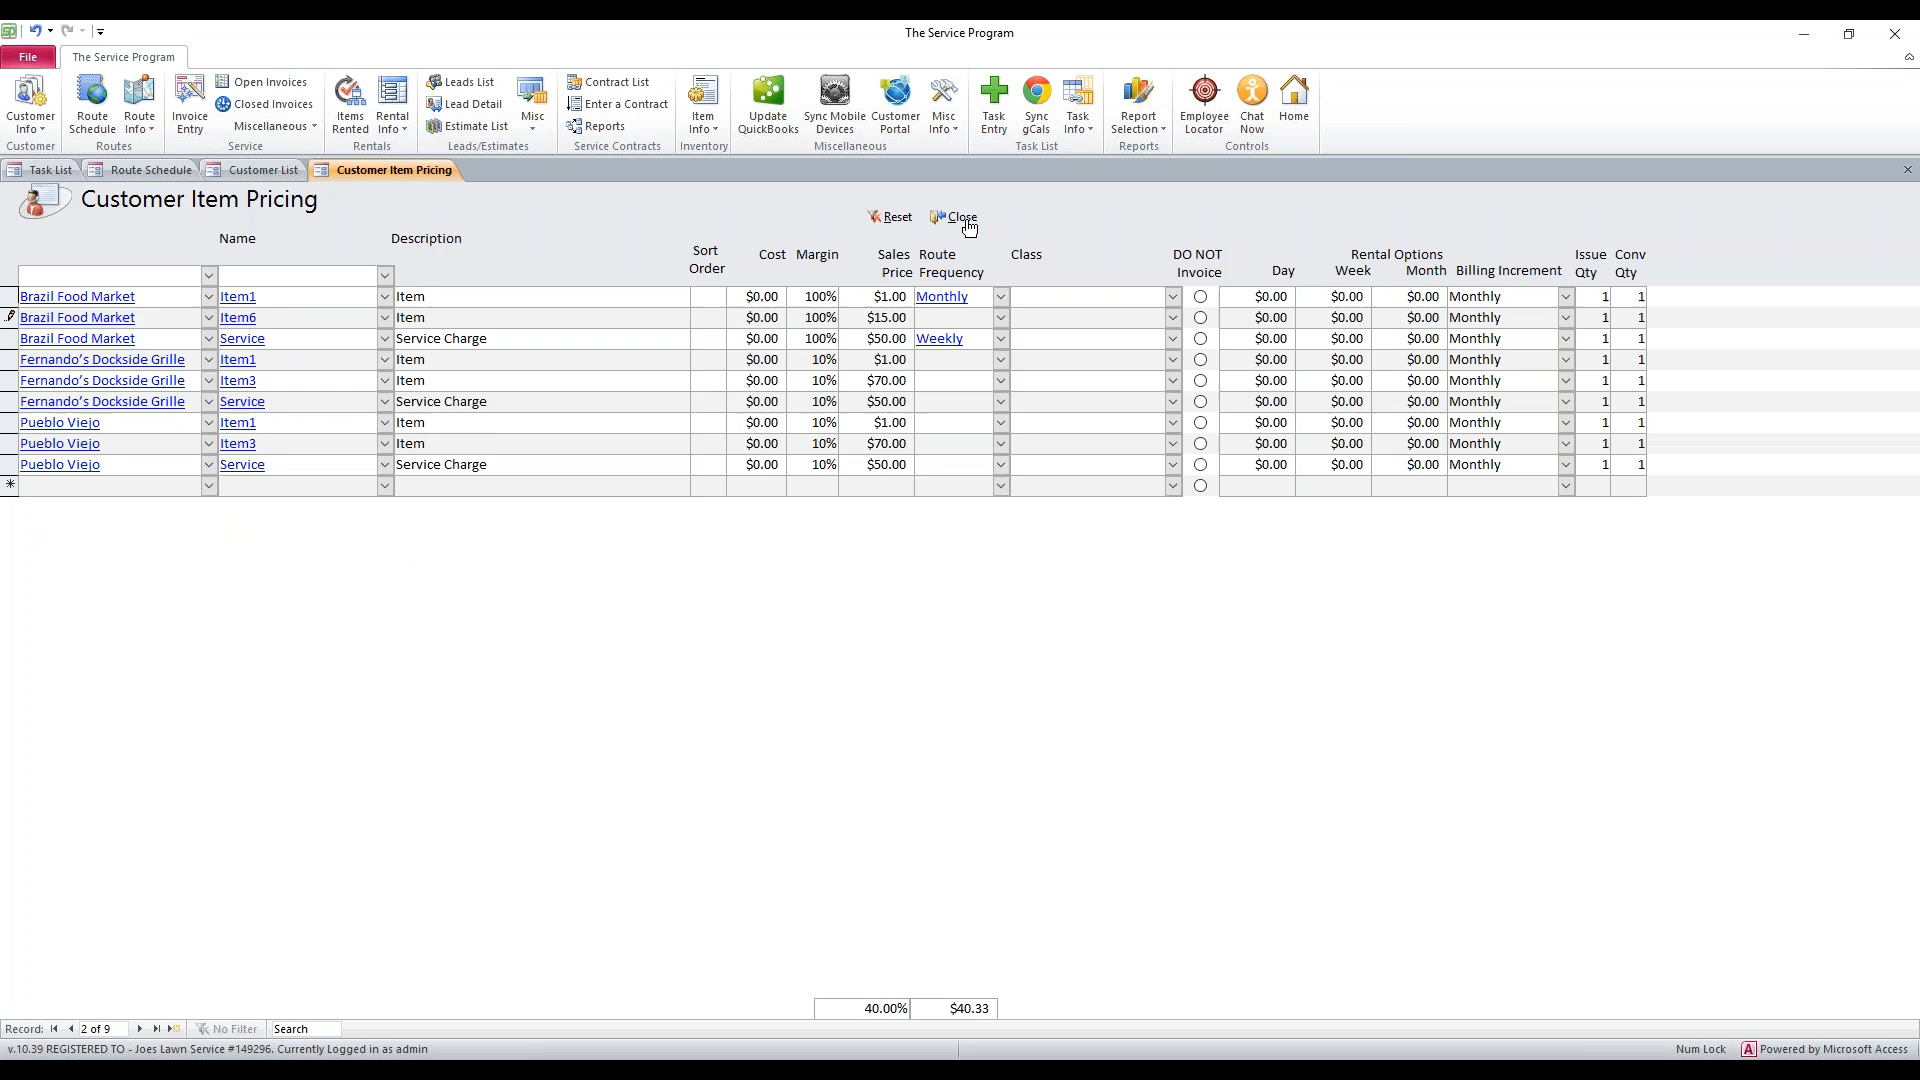 The Service Program
File
The Service Program
Customer Info
Route Schedule
Route Info
Invoice Entry
Open Invoices
Closed Invoices
Miscellaneous
Items Rented
Rental Info
Leads List
Lead Detail
Estimate List
Misc
Contract List
Enter a Contract
Reports
Item Info
Update QuickBooks
Sync Mobile Devices
Customer Portal
Misc Info
Task Entry
Sync gCals
Task Info
Report Selection
Employee Locator
Chat Now
Home
Customer Routes Service Rentals Leads/Estimates Service Contracts Inventory Miscellaneous Task List Reports Controls
Task List Route Schedule Customer List Customer Item Pricing
Customer Item Pricing
Reset Close
Name Description Sort Order Cost Margin Sales Price Route Frequency Class DO NOT Invoice Rental Options Day Week Month Billing Increment Issue Qty Conv Qty
Brazil Food Market Item1 Item $0.00 100% $1.00 Monthly $0.00 $0.00 $0.00 Monthly 1 1
Brazil Food Market Item6 Item $0.00 100% $15.00 $0.00 $0.00 $0.00 Monthly 1 1
Brazil Food Market Service Service Charge $0.00 100% $50.00 Weekly $0.00 $0.00 $0.00 Monthly 1 1
Fernando's Dockside Grille Item1 Item $0.00 10% $1.00 $0.00 $0.00 $0.00 Monthly 1 1
Fernando's Dockside Grille Item3 Item $0.00 10% $70.00 $0.00 $0.00 $0.00 Monthly 1 1
Fernando's Dockside Grille Service Service Charge $0.00 10% $50.00 $0.00 $0.00 $0.00 Monthly 1 1
Pueblo Viejo Item1 Item $0.00 10% $1.00 $0.00 $0.00 $0.00 Monthly 1 1
Pueblo Viejo Item3 Item $0.00 10% $70.00 $0.00 $0.00 $0.00 Monthly 1 1
Pueblo Viejo Service Service Charge $0.00 10% $50.00 $0.00 $0.00 $0.00 Monthly 1 1
40.00% $40.33
Record: 2 of 9 No Filter Search
v.10.39 REGISTERED TO - Joes Lawn Service #149296. Currently Logged in as admin Num Lock A Powered by Microsoft Access